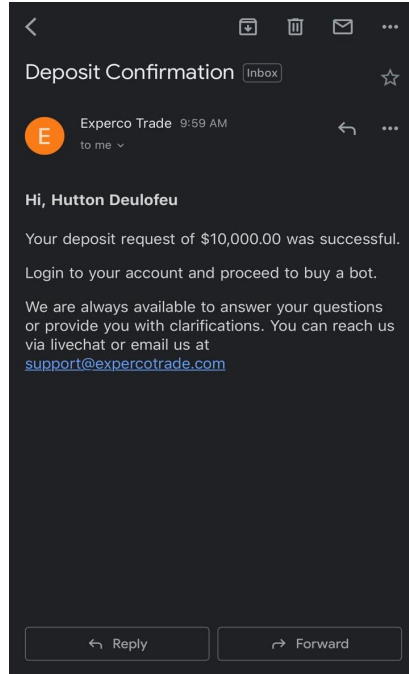 Deposit Confirmation Inbox
E
Experco Trade 9:59 AM
to me
Hi, Hutton Deulofeu
Your deposit request of $10,000.00 was successful.
Login to your account and proceed to buy a bot.
We are always available to answer your questions
or provide you with clarifications. You can reach us
via livechat or email us at
support@expercotrade.com
Reply
Forward